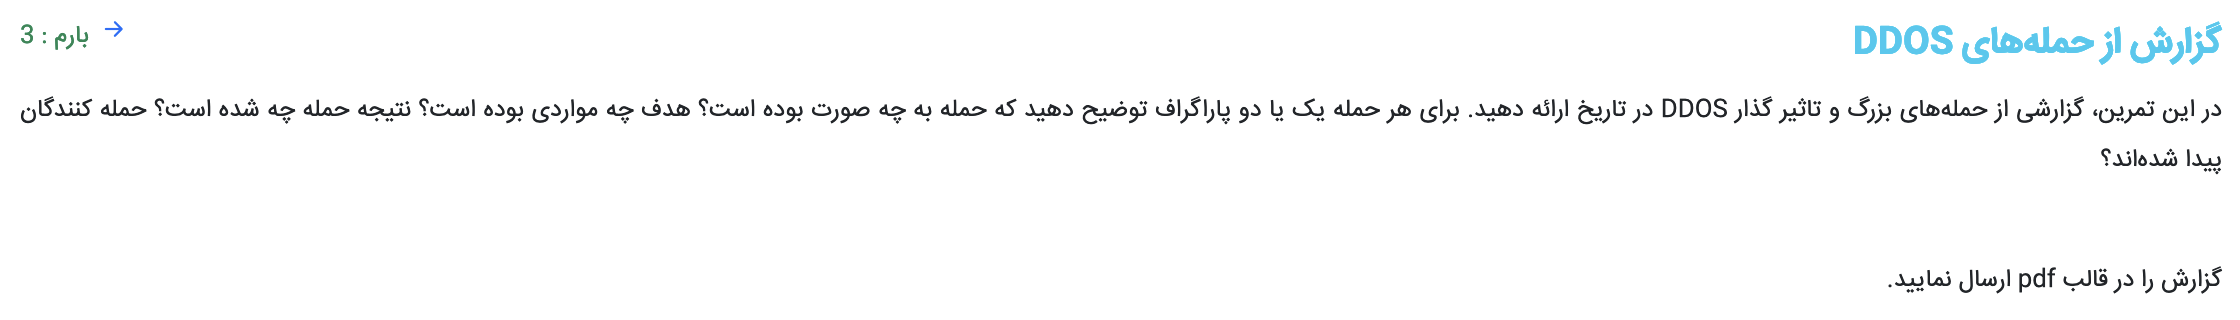 گزارش از حمله‌های DDOS
بارم : 3
در این تمرین، گزارشی از حمله‌های بزرگ و تاثیر گذار DDOS در تاریخ ارائه دهید. برای هر حمله یک یا دو پاراگراف توضیح دهید که حمله به چه صورت بوده است؟ هدف چه مواردی بوده است؟ نتیجه حمله چه شده است؟ حمله کنندگان
پیدا شده‌اند؟
گزارش را در قالب pdf ارسال نمایید.